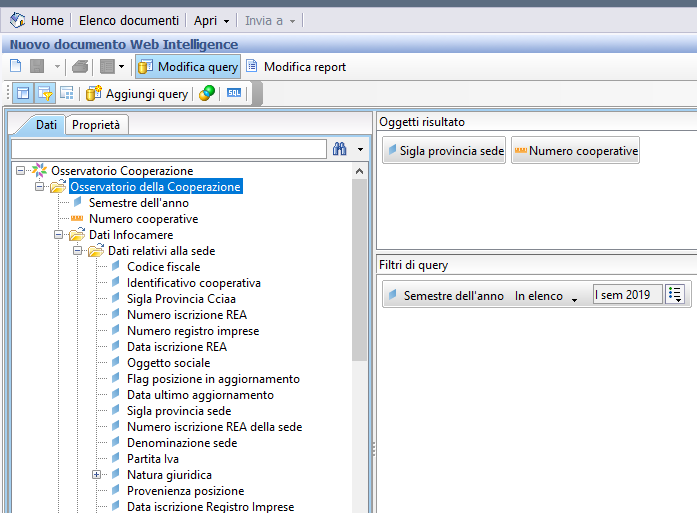 Home Elenco documenti Apri Invia a
Nuovo documento Web Intelligence
Modifica query Modifica report
Aggiungi query SQL
Dati Proprietà
Osservatorio Cooperazione
Osservatorio della Cooperazione
Semestre dell'anno
Numero cooperative
Dati Infocamere
Dati relativi alla sede
Codice fiscale
Identificativo cooperativa
Sigla Provincia Cciaa
Numero iscrizione REA
Numero registro imprese
Data iscrizione REA
Oggetto sociale
Flag posizione in aggiornamento
Data ultimo aggiornamento
Sigla provincia sede
Numero iscrizione REA della sede
Denominazione sede
Partita Iva
Natura giuridica
Provenienza posizione
Data iscrizione Registro Imprese
Oggetti risultato
Sigla provincia sede Numero cooperative
Filtri di query
Semestre dell'anno In elenco I sem 2019